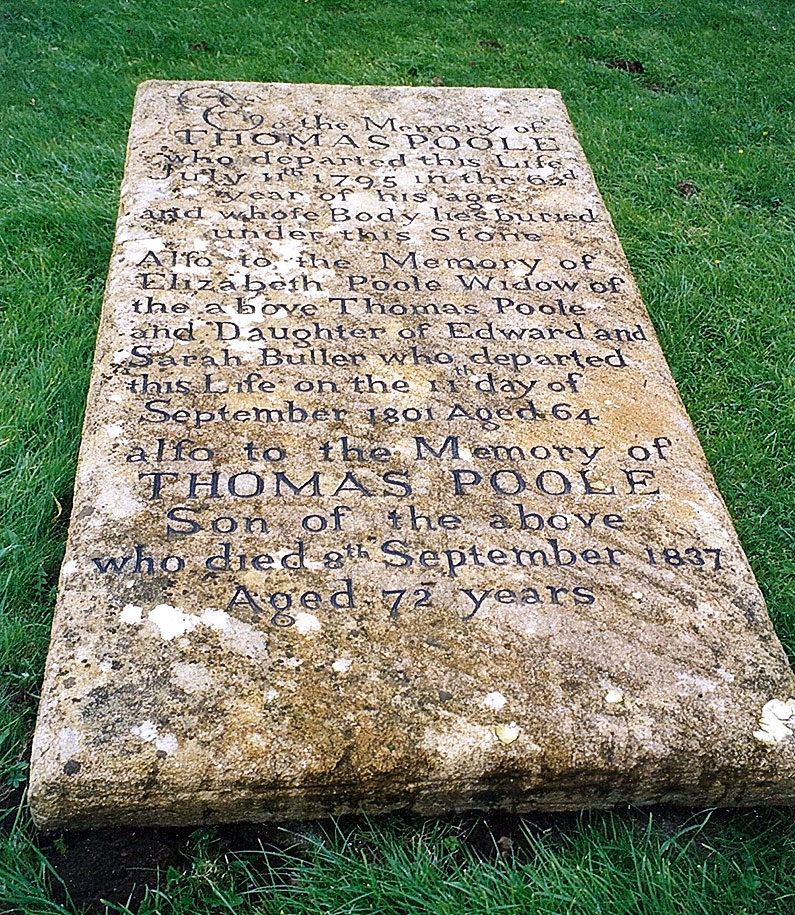 To the Memory of
THOMAS POOLE
who departed this Life
July 11th 1795 in the
year of his age
and whoſe Body lies buried
under this Stone
Alſo to the Memory of
Elizabeth Poole Widow of
the above Thomas Poole
and Daughter of Edward and
Sarah Buller who departed
this Life on the 11th day of
September 1801 Aged 64
alſo to the Memory of
THOMAS POOLE
Son of the above
who died 8th September 1837
Aged 72 years